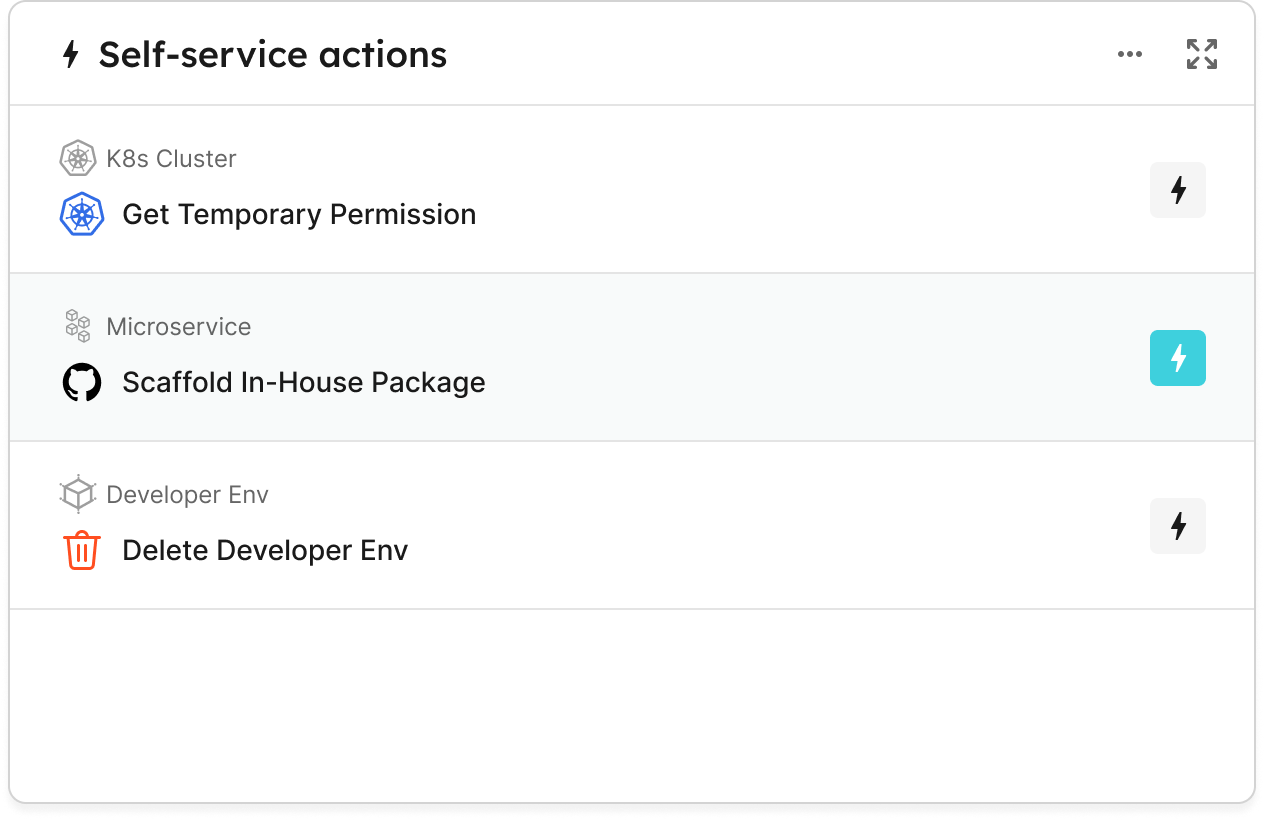 Self-service actions
K8s Cluster
Get Temporary Permission
Microservice
Scaffold In-House Package
Developer Env
Delete Developer Env